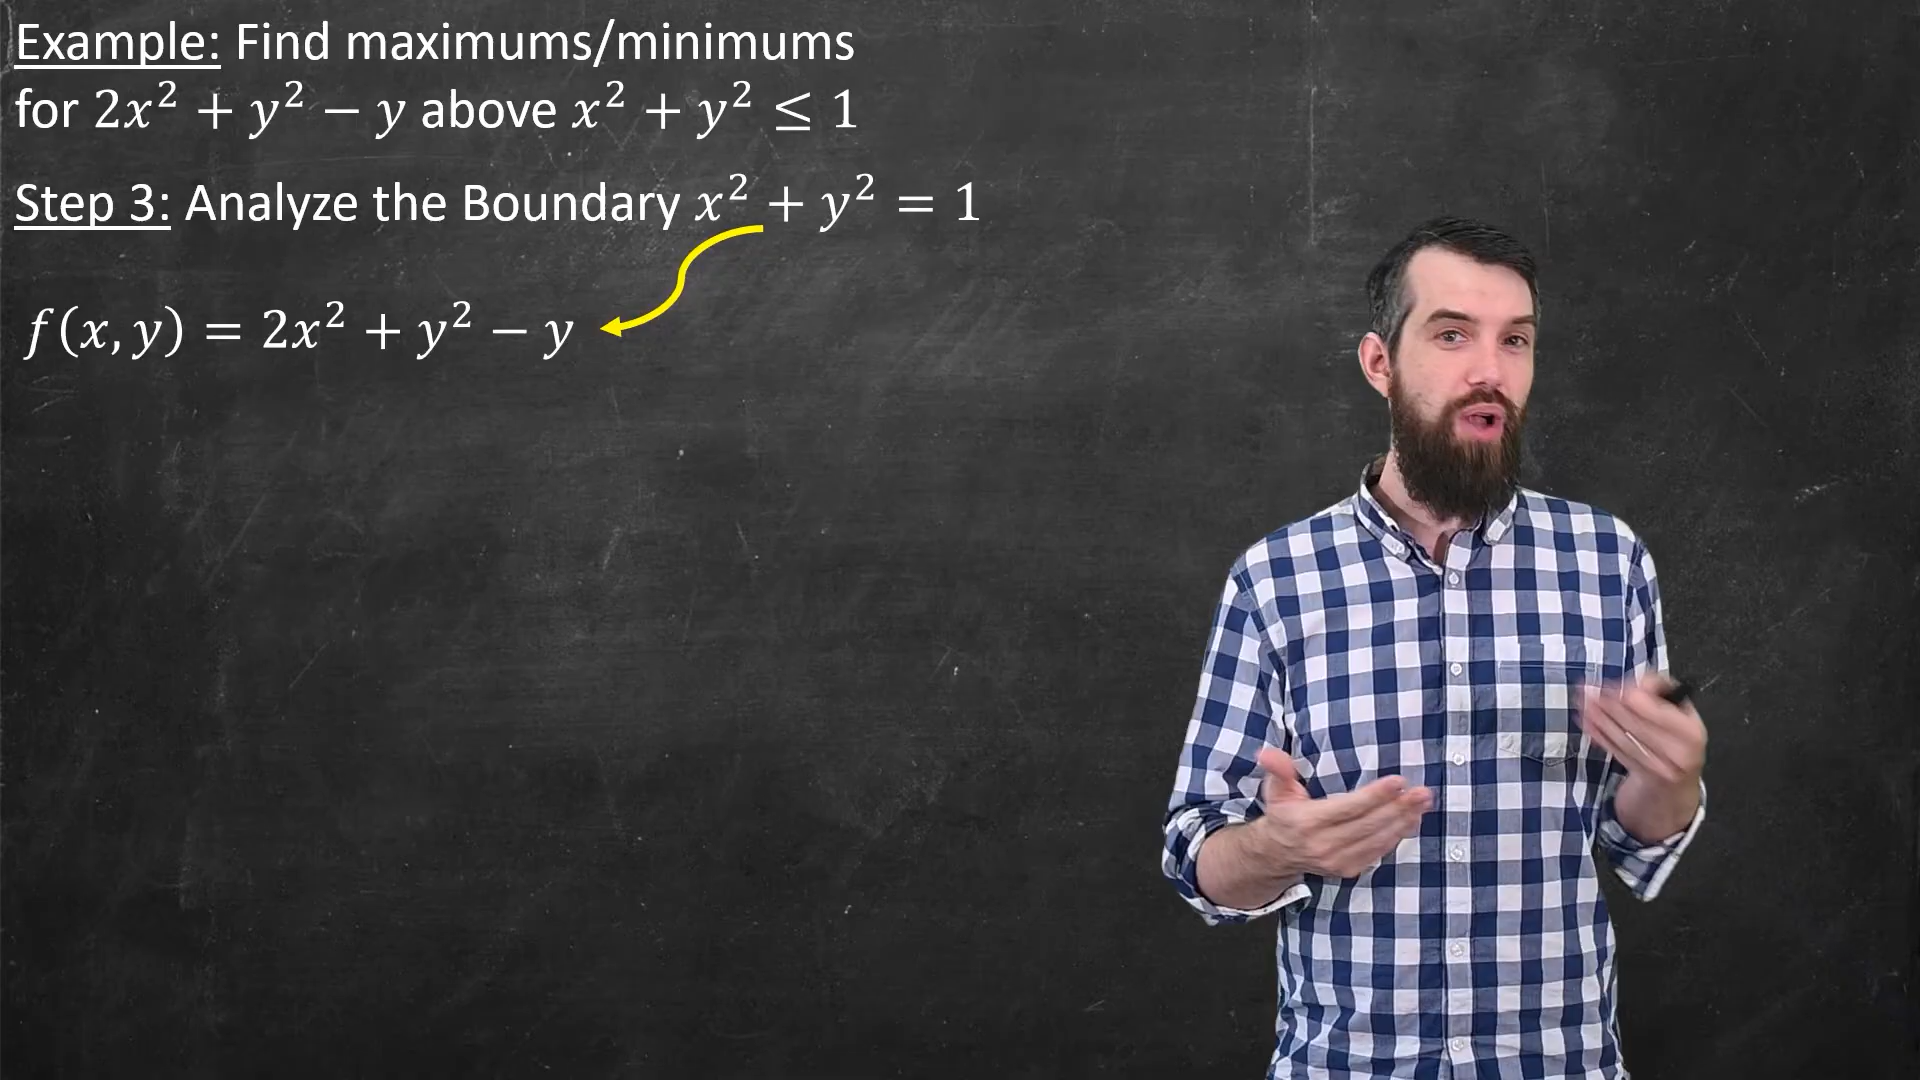 Example: Find maximums/minimums
for 2x² + y² − y above x² + y² ≤ 1
Step 3: Analyze the Boundary x² + y² = 1
f(x, y) = 2x² + y² − y